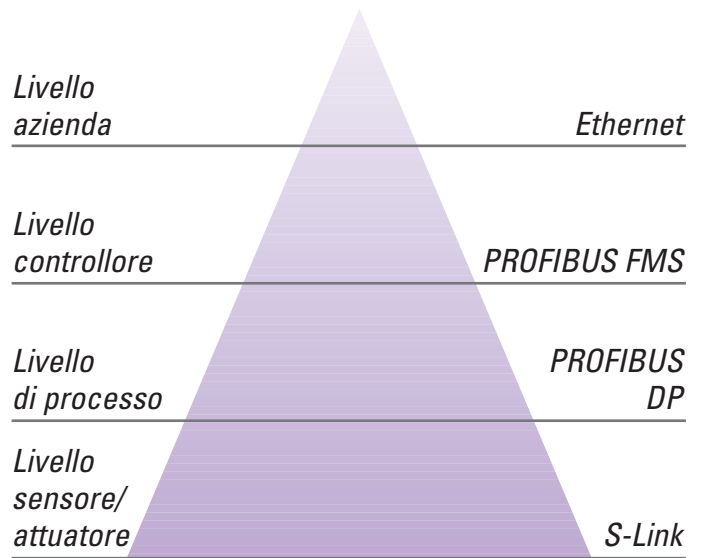 Livello
azienda
Ethernet
Livello
controllore
PROFIBUS FMS
Livello
di processo
PROFIBUS
DP
Livello
sensore/
attuatore
S-Link